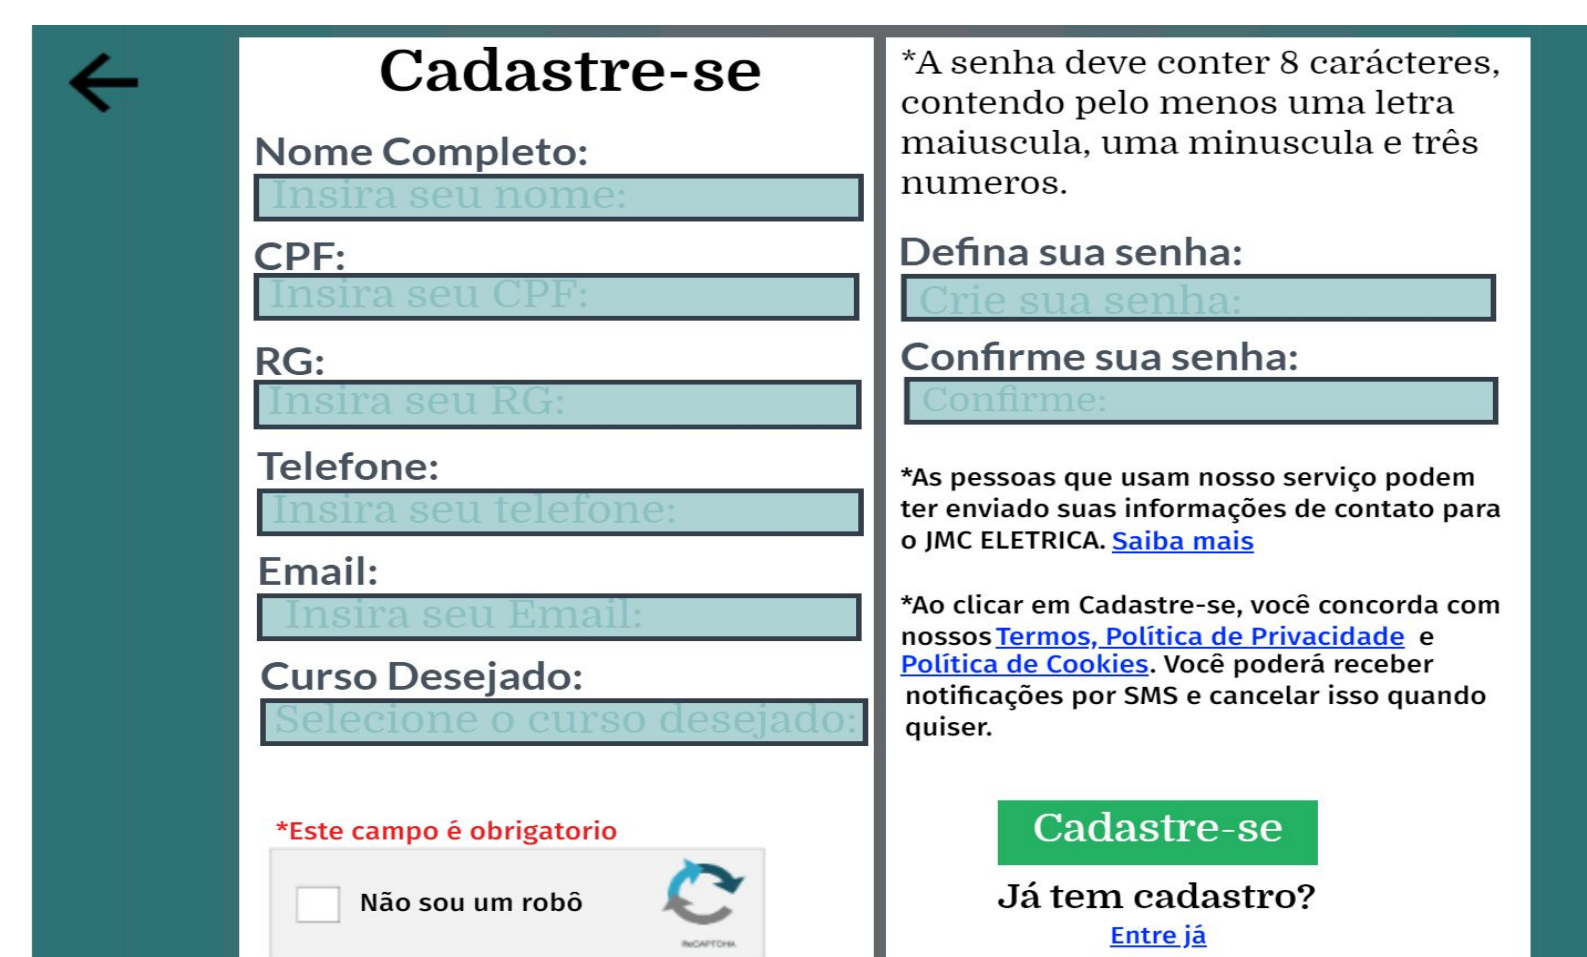 Cadastre-se
Nome Completo:
Insira seu nome:
CPF:
Insira seu CPF:
RG:
Insira seu RG:
Telefone:
Insira seu telefone:
Email:
Insira seu Email:
Curso Desejado:
Selecione o curso desejado:
*Este campo é obrigatorio
Não sou um robô
ReCAPTCHA
*A senha deve conter 8 carácteres,
contendo pelo menos uma letra
maiuscula, uma minuscula e três
numeros.
Defina sua senha:
Crie sua senha:
Confirme sua senha:
Confirme:
*As pessoas que usam nosso serviço podem
ter enviado suas informações de contato para
o JMC ELETRICA. Saiba mais
*Ao clicar em Cadastre-se, você concorda com
nossos Termos, Política de Privacidade e
Política de Cookies. Você poderá receber
notificações por SMS e cancelar isso quando
quiser.
Cadastre-se
Já tem cadastro?
Entre já